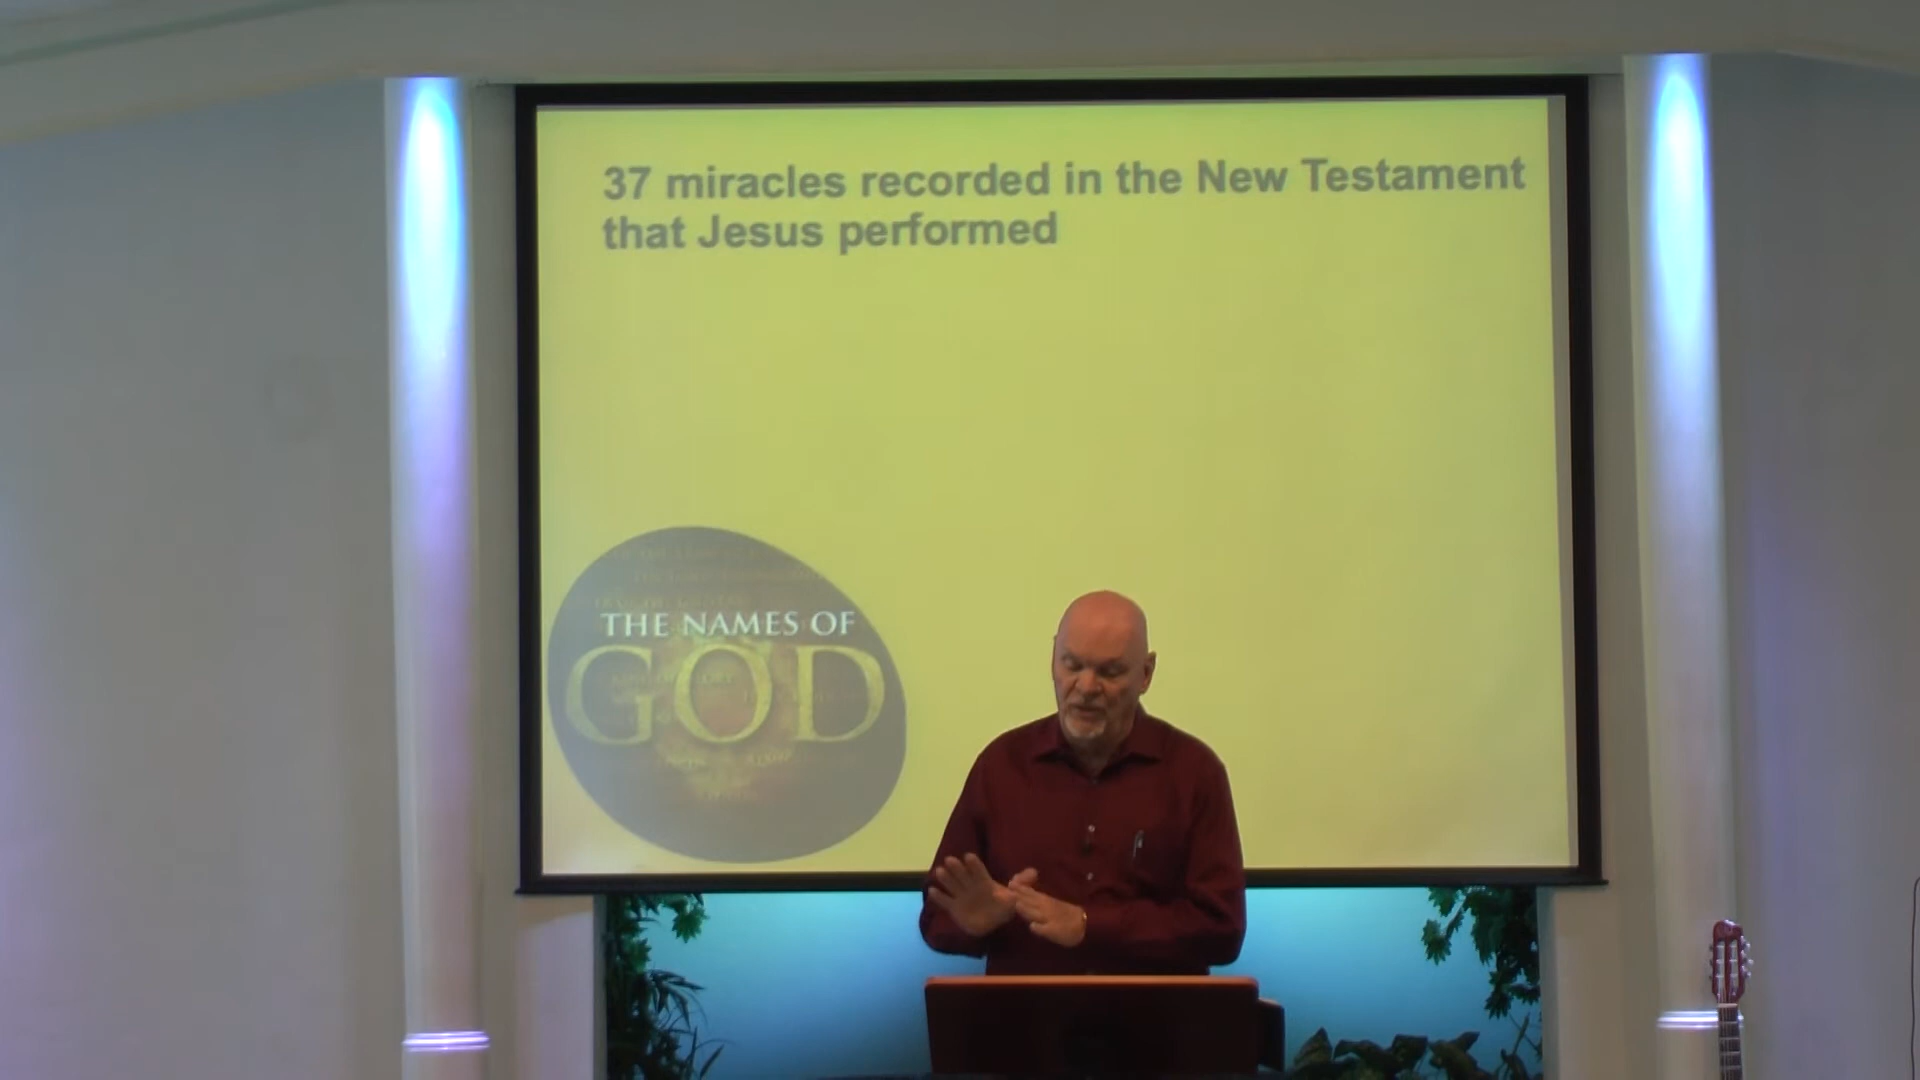 37 miracles recorded in the New Testament
that Jesus performed
THE NAMES OF
GOD